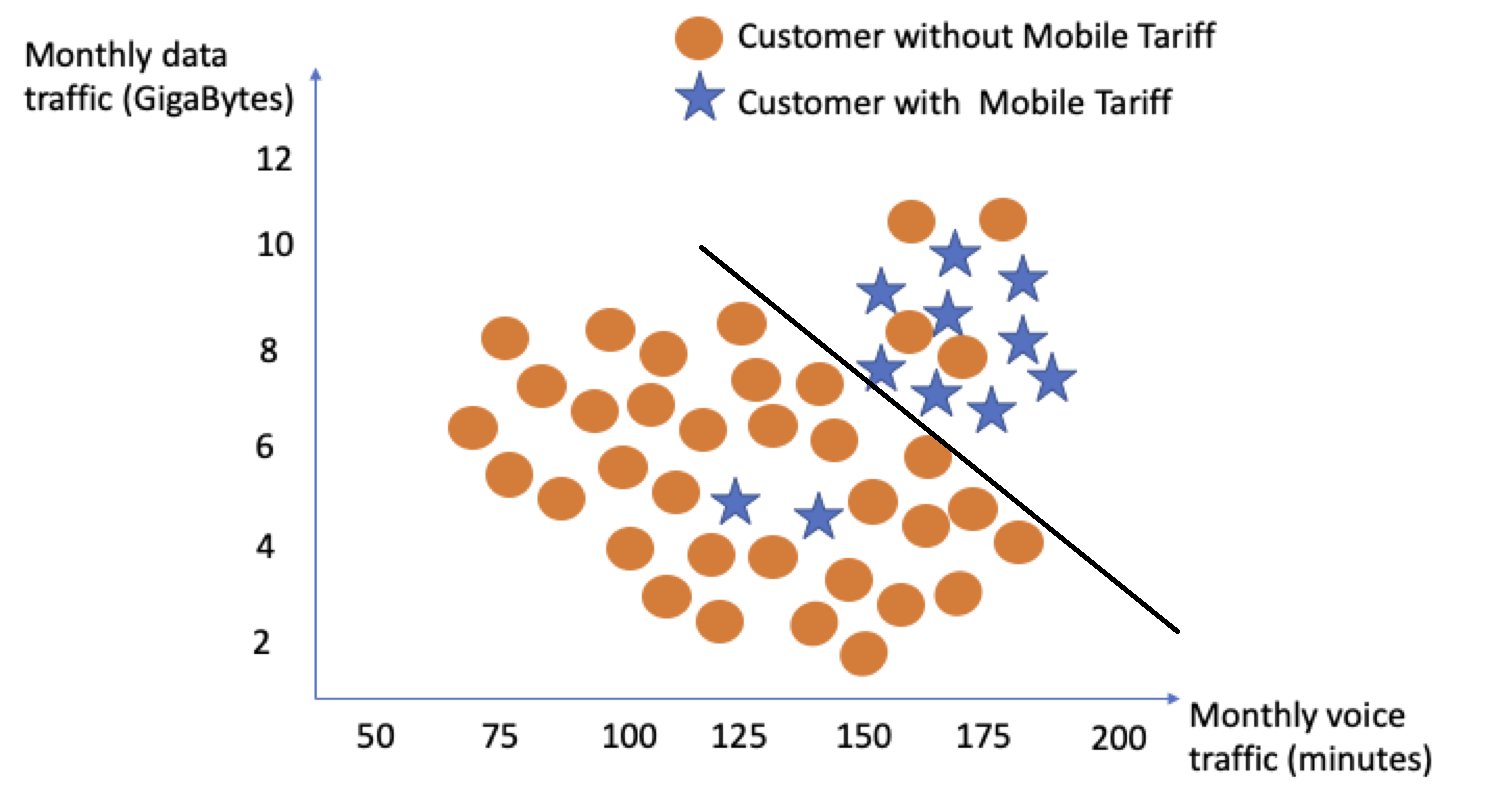 Customer without Mobile Tariff
Customer with  Mobile Tariff
Monthly data
traffic (GigaBytes)
12
10
8
6
4
2
50 75 100 125 150 175 200
Monthly voice
traffic (minutes)